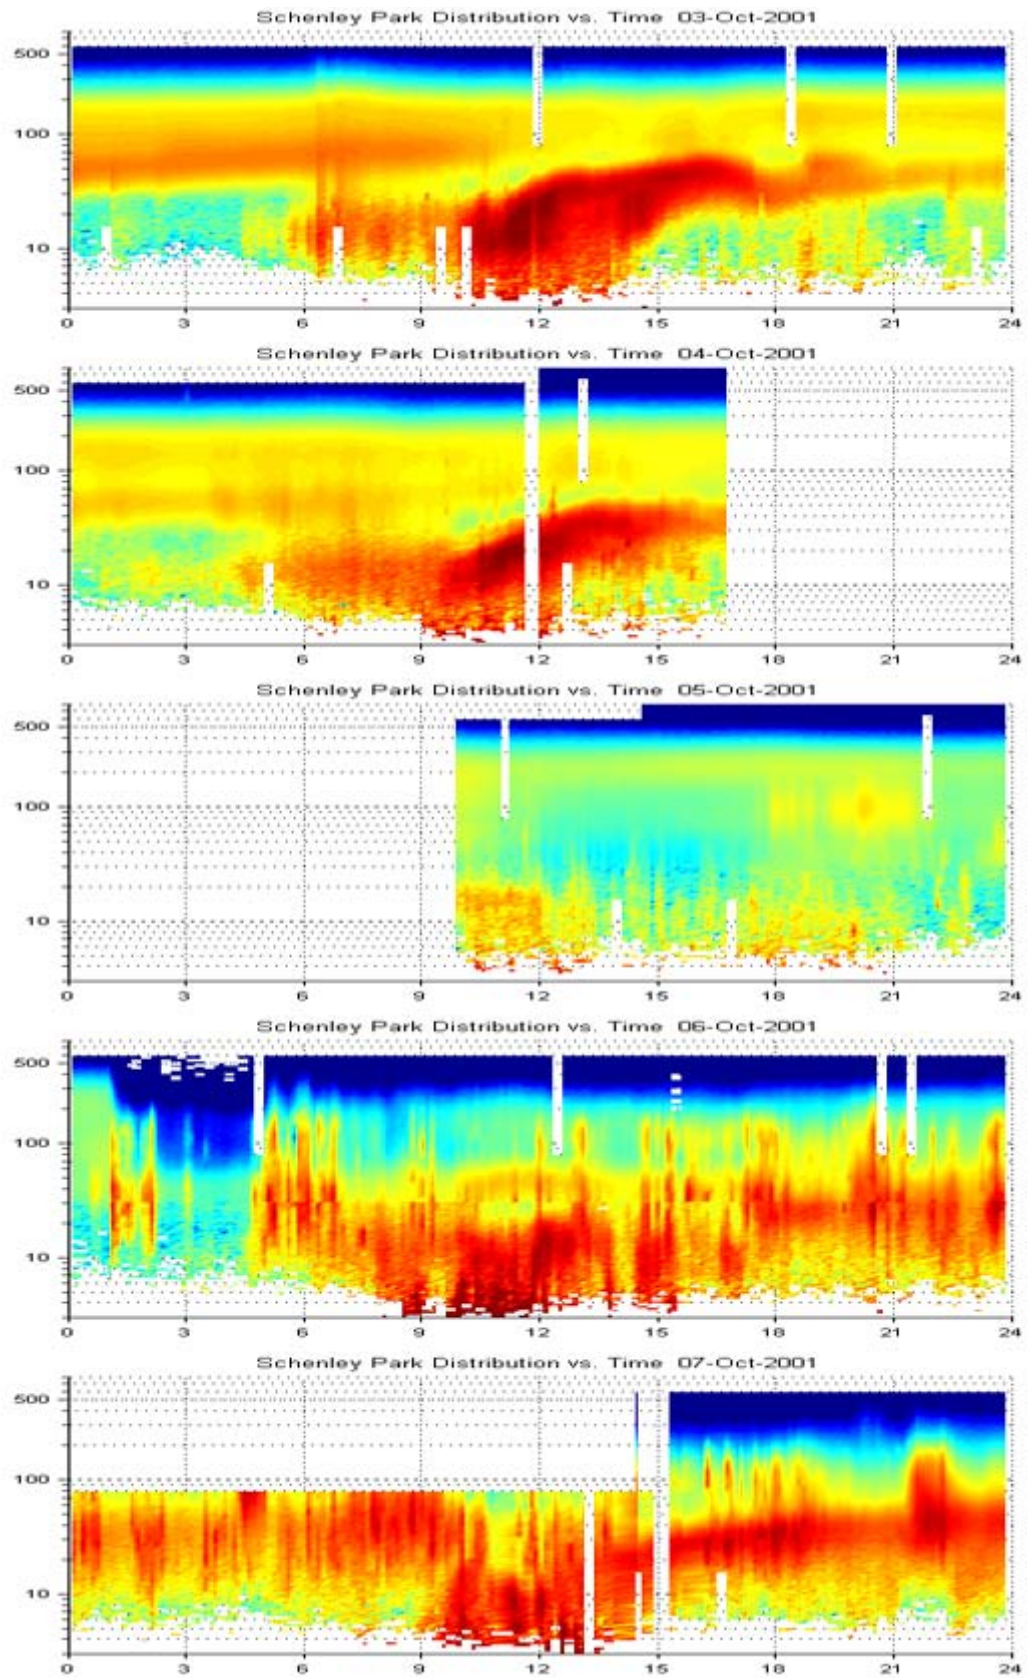 Schenley Park Distribution vs. Time 03-Oct-2001
500
100
10
0 3 6 9 12 15 18 21 24
Schenley Park Distribution vs. Time 04-Oct-2001
500
100
10
0 3 6 9 12 15 18 21 24
Schenley Park Distribution vs. Time 05-Oct-2001
500
100
10
0 3 6 9 12 15 18 21 24
Schenley Park Distribution vs. Time 06-Oct-2001
500
100
10
0 3 6 9 12 15 18 21 24
Schenley Park Distribution vs. Time 07-Oct-2001
500
100
10
0 3 6 9 12 15 18 21 24